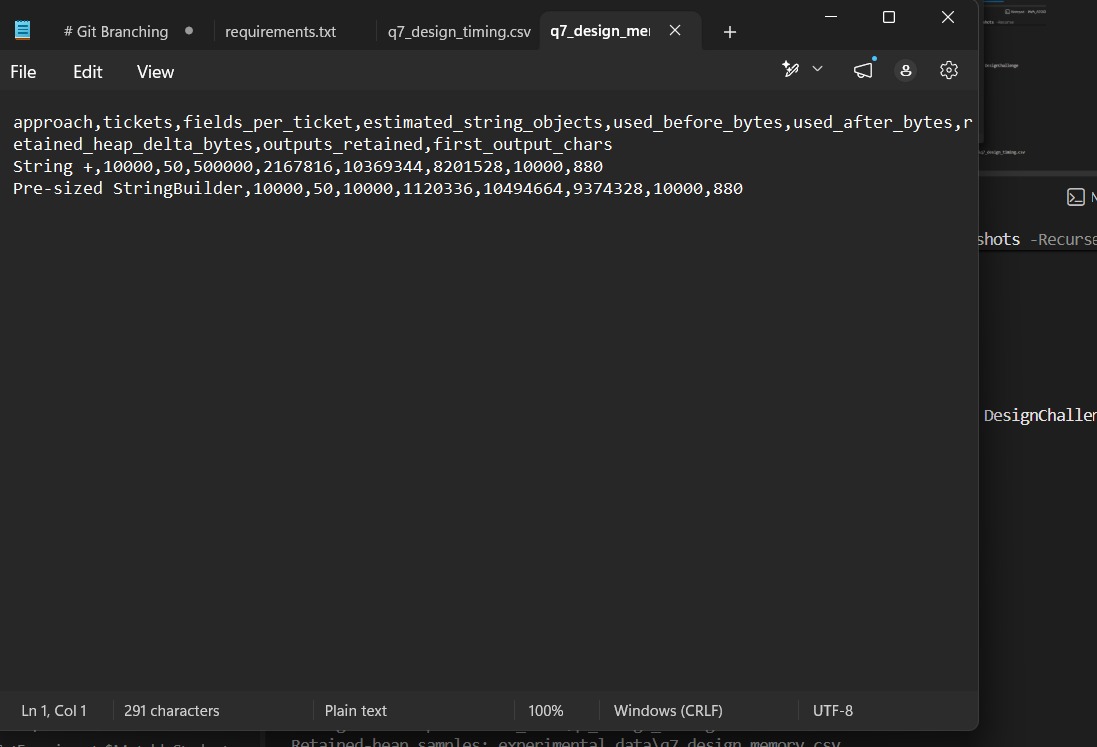 # Git Branching
requirements.txt
q7_design_timing.csv
q7_design_mem
File
Edit
View
approach,tickets,fields_per_ticket,estimated_string_objects,used_before_bytes,used_after_bytes,r
etained_heap_delta_bytes,outputs_retained,first_output_chars
String +,10000,50,500000,2167816,10369344,8201528,10000,880
Pre-sized StringBuilder,10000,50,10000,1120336,10494664,9374328,10000,880
shots -Recurse
DesignChallen
Ln 1, Col 1
291 characters
Plain text
100%
Windows (CRLF)
UTF-8
Retained-heap samples: experimental_data\q7_design_memory.csv